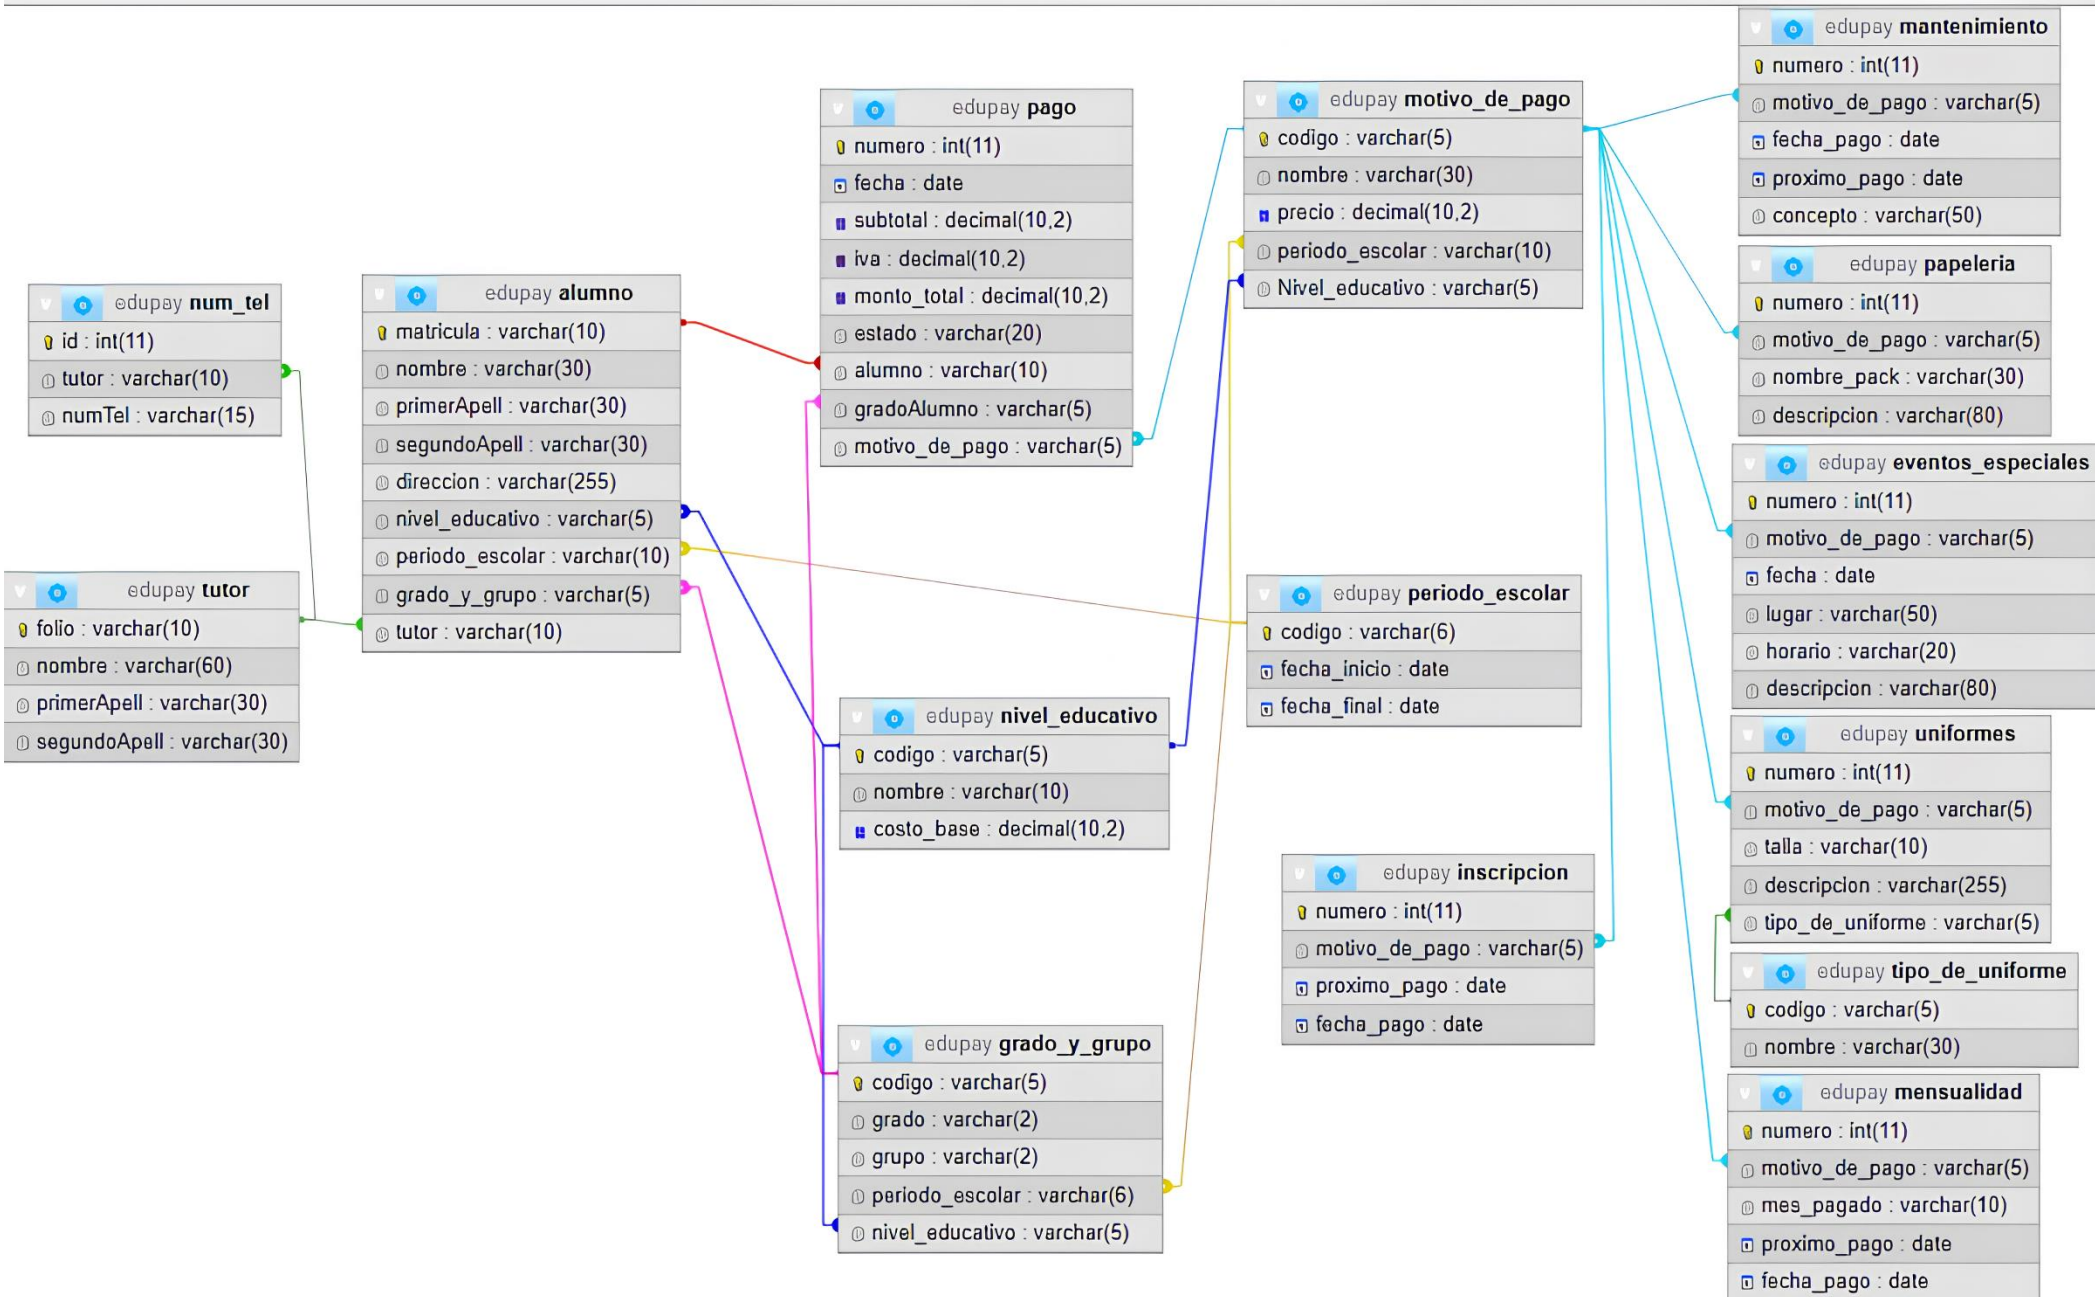 edupay num_tel
id : int(11)
tutor : varchar(10)
numTel : varchar(15)
edupay tutor
folio : varchar(10)
nombre : varchar(60)
primerApell : varchar(30)
segundoApell : varchar(30)
edupay alumno
matricula : varchar(10)
nombre : varchar(30)
primerApell : varchar(30)
segundoApell : varchar(30)
direccion : varchar(255)
nivel_educativo : varchar(5)
periodo_escolar : varchar(10)
grado_y_grupo : varchar(5)
tutor : varchar(10)
edupay pago
numero : int(11)
fecha : date
subtotal : decimal(10,2)
iva : decimal(10,2)
monto_total : decimal(10,2)
estado : varchar(20)
alumno : varchar(10)
gradoAlumno : varchar(5)
motivo_de_pago : varchar(5)
edupay nivel_educativo
codigo : varchar(5)
nombre : varchar(10)
costo_base : decimal(10,2)
edupay grado_y_grupo
codigo : varchar(5)
grado : varchar(2)
grupo : varchar(2)
periodo_escolar : varchar(6)
nivel_educativo : varchar(5)
edupay motivo_de_pago
codigo : varchar(5)
nombre : varchar(30)
precio : decimal(10,2)
periodo_escolar : varchar(10)
Nivel_educativo : varchar(5)
edupay periodo_escolar
codigo : varchar(6)
fecha_inicio : date
fecha_final : date
edupay inscripcion
numero : int(11)
motivo_de_pago : varchar(5)
proximo_pago : date
fecha_pago : date
edupay mantenimiento
numero : int(11)
motivo_de_pago : varchar(5)
fecha_pago : date
proximo_pago : date
concepto : varchar(50)
edupay papeleria
numero : int(11)
motivo_de_pago : varchar(5)
nombre_pack : varchar(30)
descripcion : varchar(80)
edupay eventos_especiales
numero : int(11)
motivo_de_pago : varchar(5)
fecha : date
lugar : varchar(50)
horario : varchar(20)
descripcion : varchar(80)
edupay uniformes
numero : int(11)
motivo_de_pago : varchar(5)
talla : varchar(10)
descripcion : varchar(255)
tipo_de_uniforme : varchar(5)
edupay tipo_de_uniforme
codigo : varchar(5)
nombre : varchar(30)
edupay mensualidad
numero : int(11)
motivo_de_pago : varchar(5)
mes_pagado : varchar(10)
proximo_pago : date
fecha_pago : date